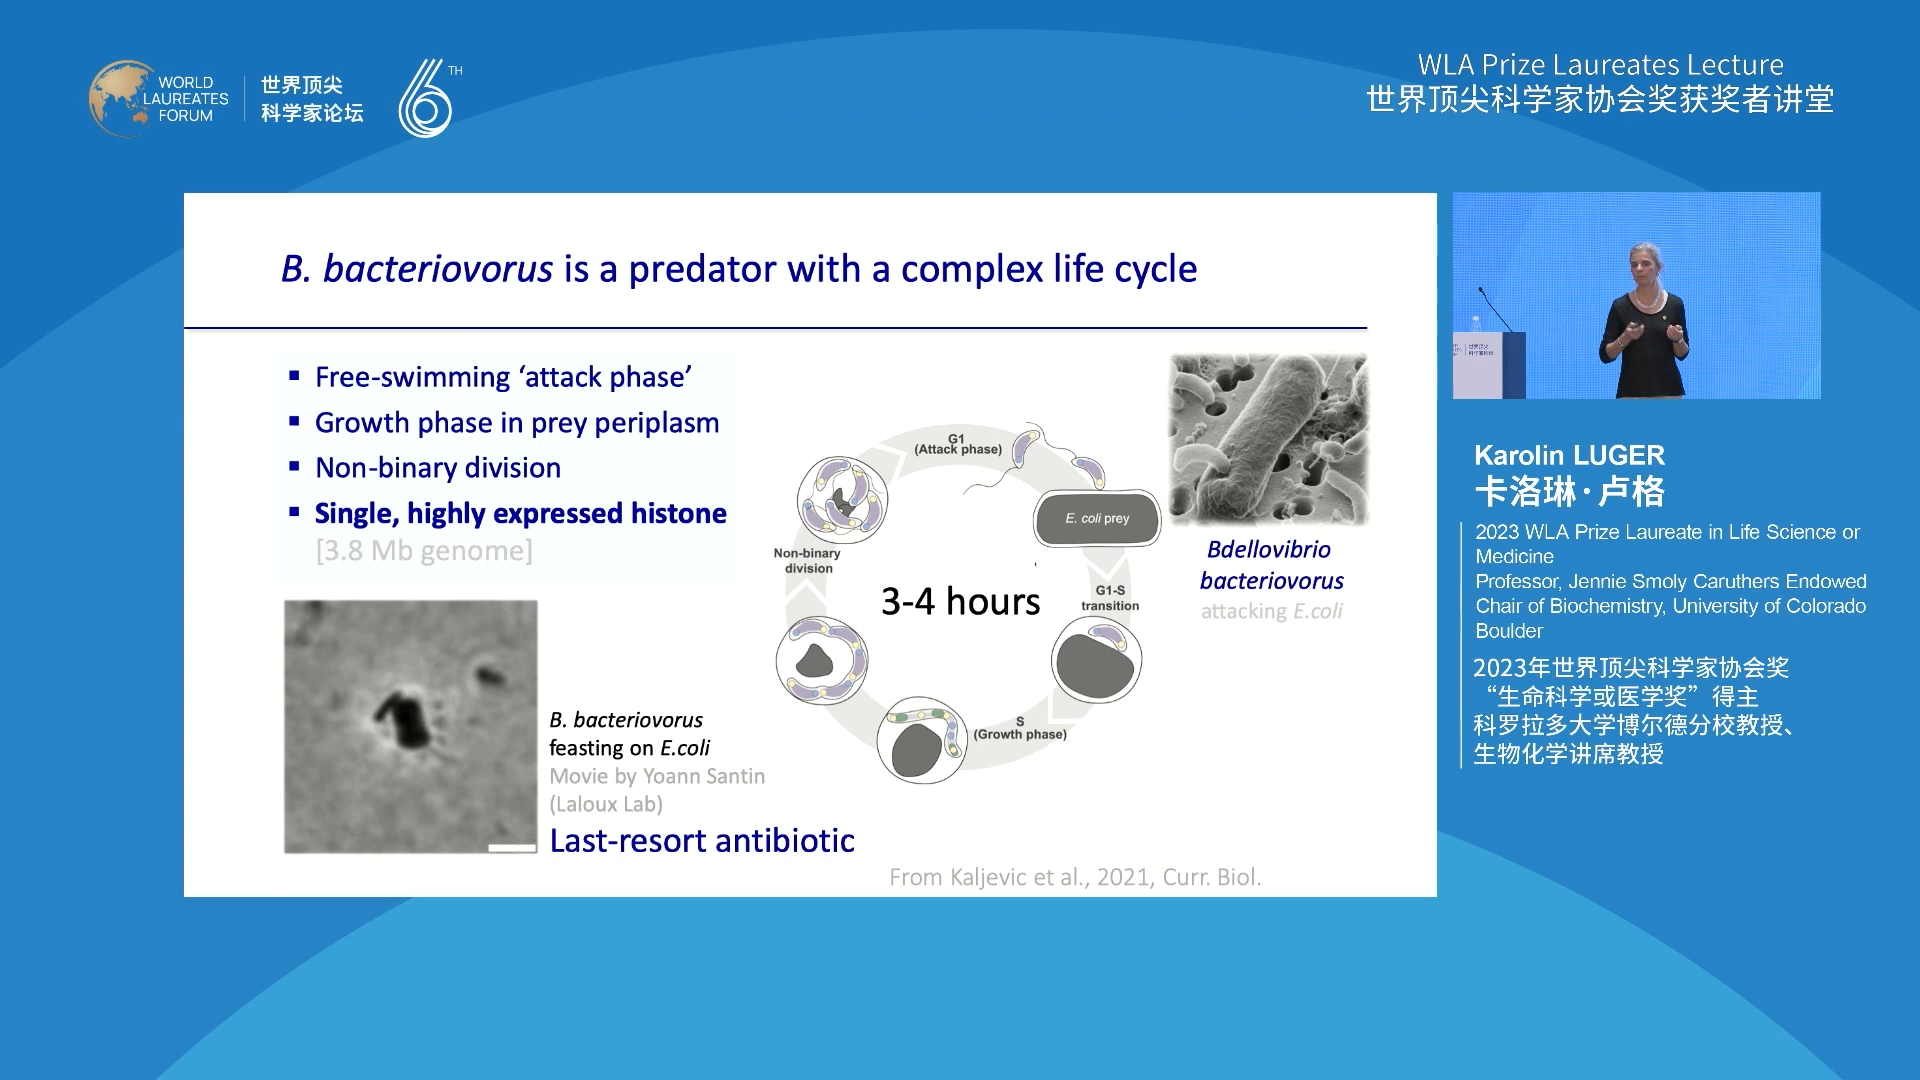 WORLD
LAUREATES
FORUM
世界顶尖
科学家论坛
6TH
WLA Prize Laureates Lecture
世界顶尖科学家协会奖获奖者讲堂
B. bacteriovorus is a predator with a complex life cycle
▪ Free-swimming ‘attack phase’
▪ Growth phase in prey periplasm
▪ Non-binary division
▪ Single, highly expressed histone
[3.8 Mb genome]
G1
(Attack phase)
E. coli prey
G1-S
transition
S
(Growth phase)
Non-binary
division
3-4 hours
Bdellovibrio
bacteriovorus
attacking E.coli
B. bacteriovorus
feasting on E.coli
Movie by Yoann Santin
(Laloux Lab)
Last-resort antibiotic
From Kaljevic et al., 2021, Curr. Biol.
Karolin LUGER
卡洛琳·卢格
2023 WLA Prize Laureate in Life Science or
Medicine
Professor, Jennie Smoly Caruthers Endowed
Chair of Biochemistry, University of Colorado
Boulder
2023年世界顶尖科学家协会奖
“生命科学或医学奖”得主
科罗拉多大学博尔德分校教授、
生物化学讲席教授